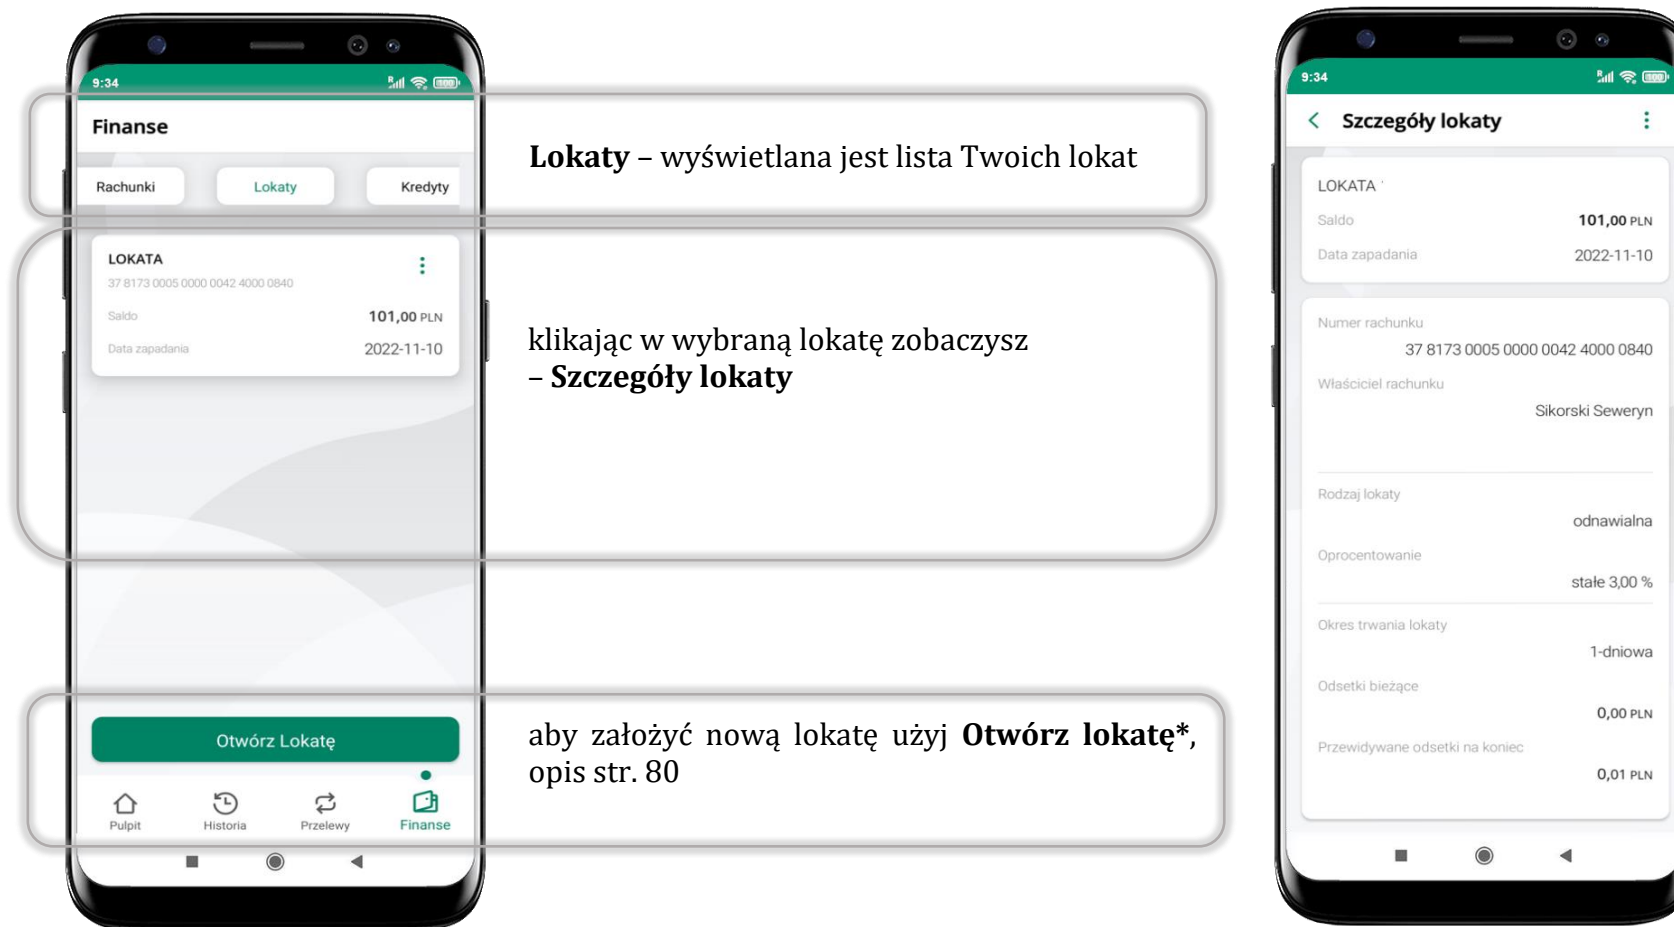 9:34
Finanse
Rachunki Lokaty Kredyty
LOKATA
37 8173 0005 0000 0042 4000 0840
Saldo 101,00 PLN
Data zapadania 2022-11-10
Otwórz Lokatę
Pulpit Historia Przelewy Finanse
Lokaty – wyświetlana jest lista Twoich lokat
klikając w wybraną lokatę zobaczysz
– Szczegóły lokaty
aby założyć nową lokatę użyj Otwórz lokatę*,
opis str. 80
9:34
Szczegóły lokaty
LOKATA
Saldo 101,00 PLN
Data zapadania 2022-11-10
Numer rachunku
37 8173 0005 0000 0042 4000 0840
Właściciel rachunku
Sikorski Seweryn
Rodzaj lokaty
odnawialna
Oprocentowanie
stałe 3,00 %
Okres trwania lokaty
1-dniowa
Odsetki bieżące
0,00 PLN
Przewidywane odsetki na koniec
0,01 PLN